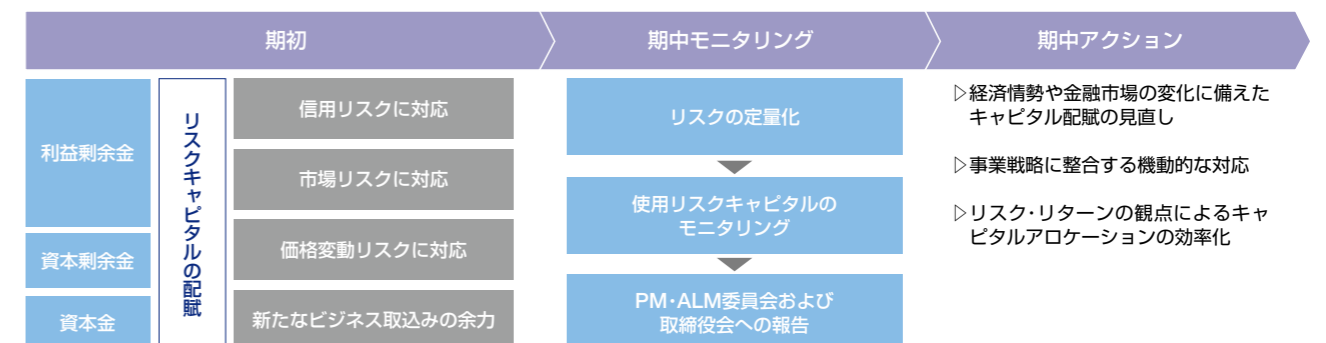 期初
期中モニタリング
期中アクション
利益剰余金
資本剰余金
資本金
リスクキャピタルの配賦
信用リスクに対応
市場リスクに対応
価格変動リスクに対応
新たなビジネス取込みの余力
リスクの定量化
使用リスクキャピタルの
モニタリング
PM・ALM委員会および
取締役会への報告
▷経済情勢や金融市場の変化に備えた
キャピタル配賦の見直し
▷事業戦略に整合する機動的な対応
▷リスク・リターンの観点によるキャ
ピタルアロケーションの効率化